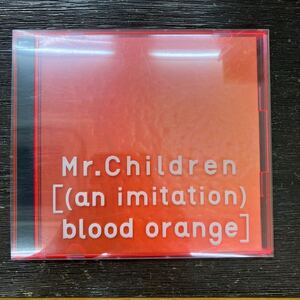 Mr.Children
[(an imitation)
blood orange]